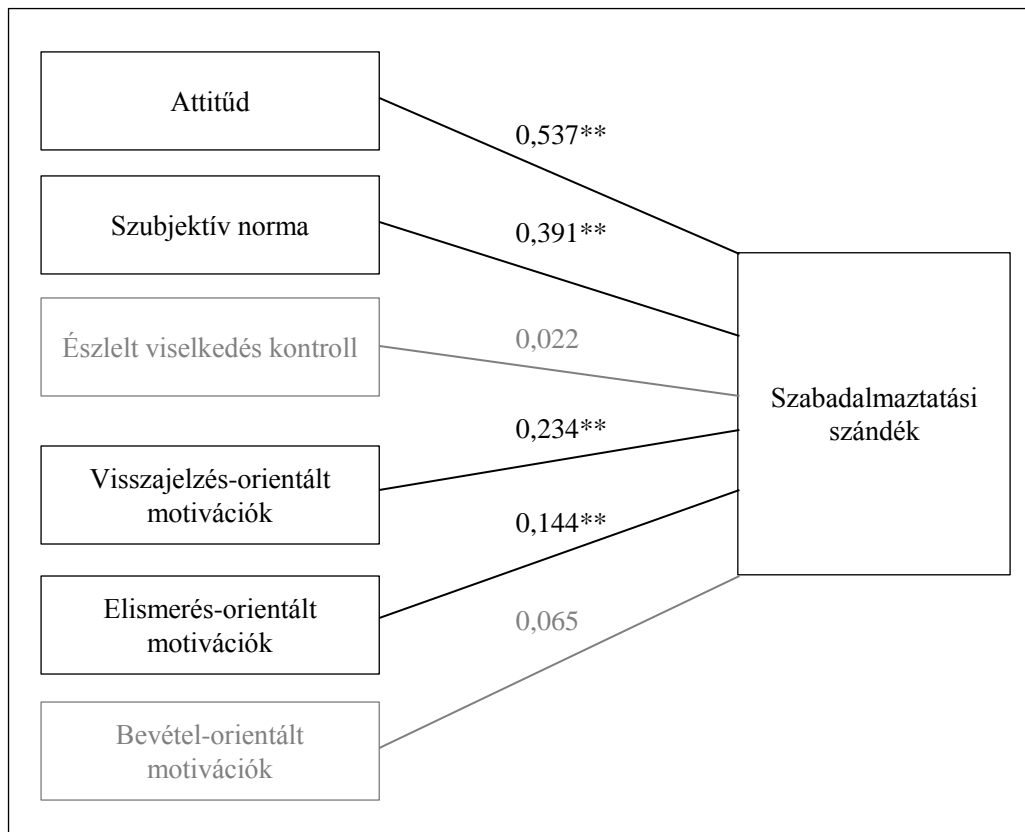 Attitűd
0,537**
Szubjektív norma
0,391**
Észlelt viselkedés kontroll
0,022
Szabadalmaztatási
szándék
Visszajelzés-orientált
motivációk
0,234**
Elismerés-orientált
motivációk
0,144**
Bevétel-orientált
motivációk
0,065